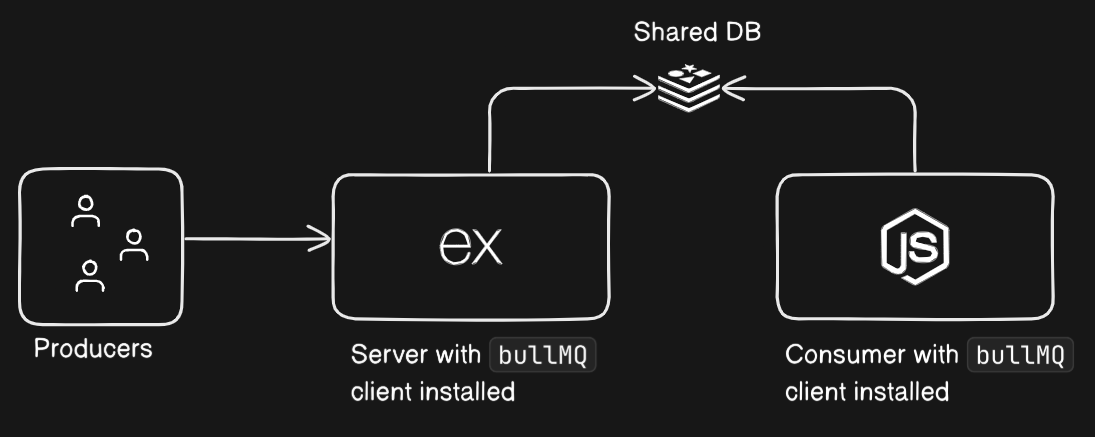 Shared DB
ex
JS
Producers
Server with bullMQ
client installed
Consumer with bullMQ
client installed